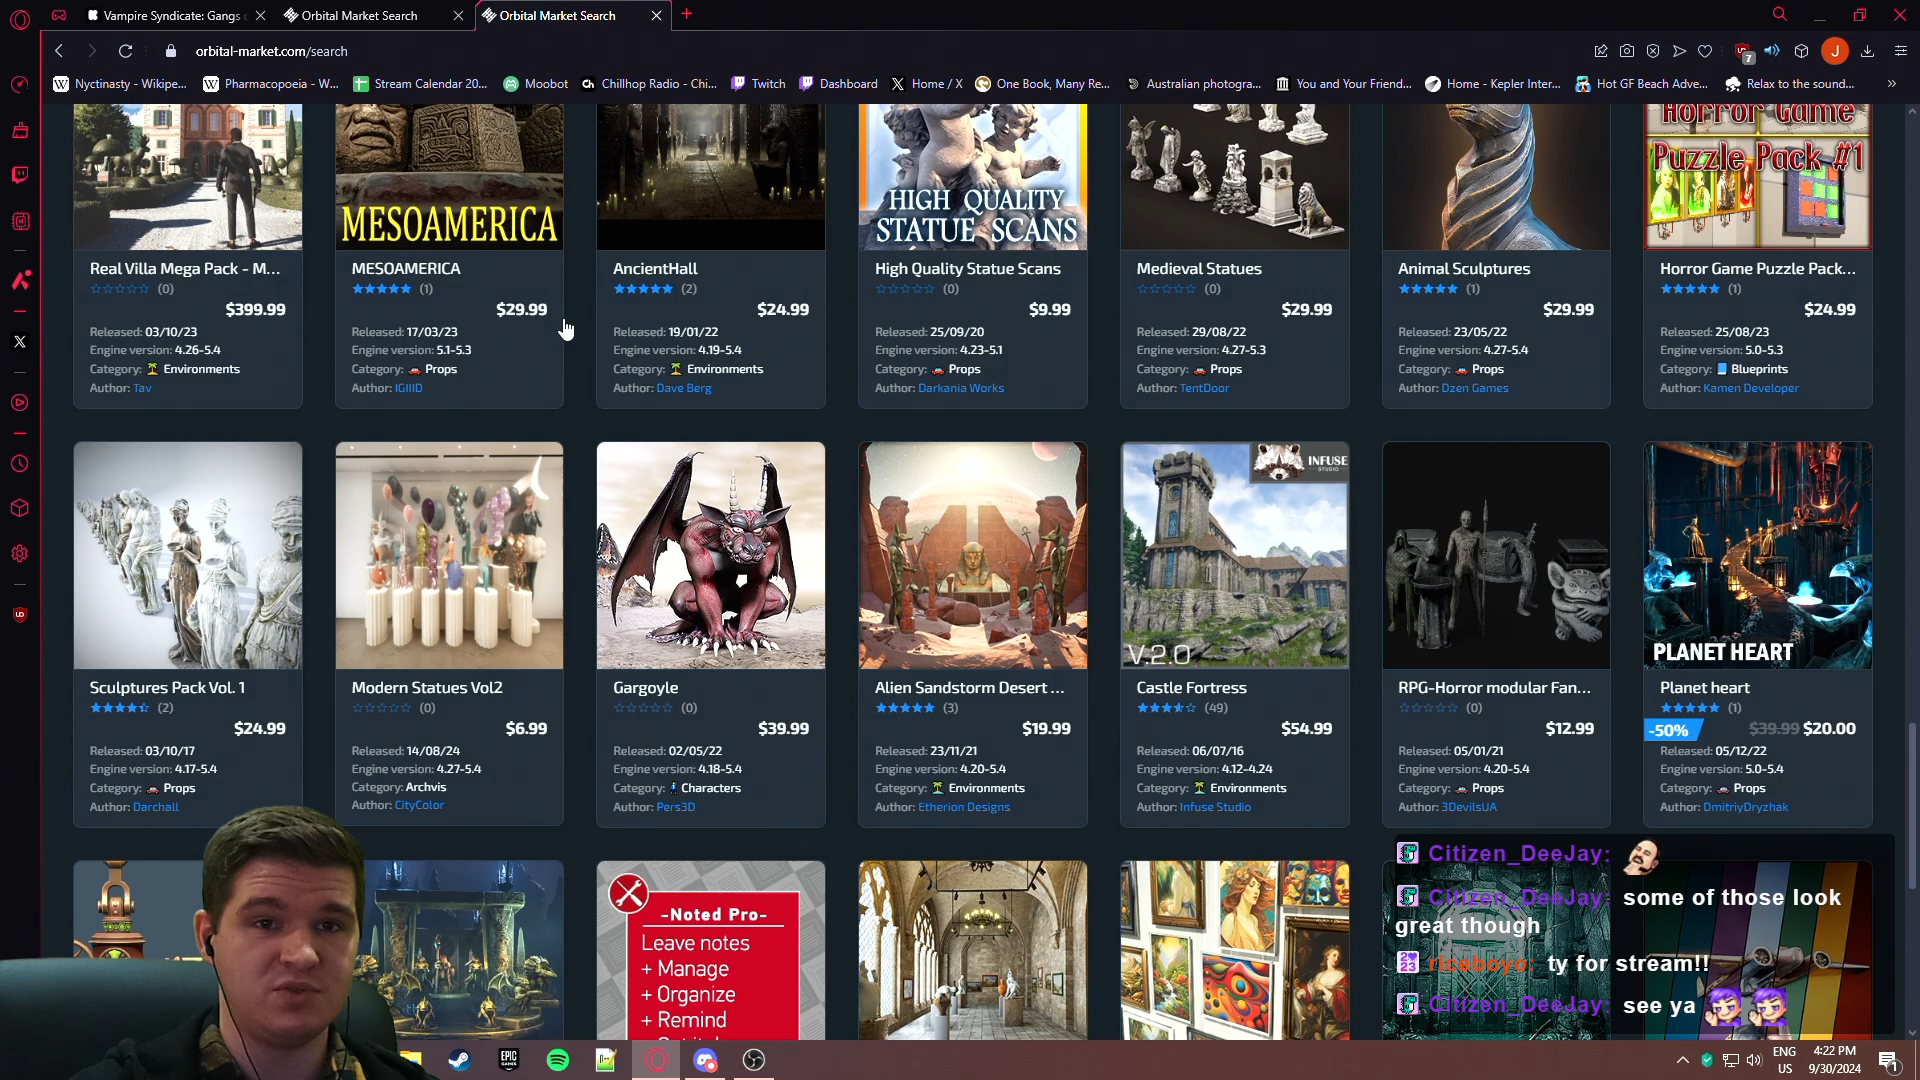 Vampire Syndicate: Gangs o
Orbital Market Search
Orbital Market Search
orbital-market.com/search
7
J
Nyctinasty - Wikipe...
Pharmacopoeia - W...
Stream Calendar 20...
Moobot
Chillhop Radio - Chi...
Twitch
Dashboard
Home / X
One Book, Many Re...
Australian photogra...
You and Your Friend...
Home - Kepler Inter...
Hot GF Beach Adve...
Relax to the sound...
MESOAMERICA
HIGH QUALITY
STATUE SCANS
Horror Game
Puzzle Pack #1
Real Villa Mega Pack - M...
(0)
$399.99
Released: 03/10/23
Engine version: 4.26-5.4
Category: Environments
Author: Tav
MESOAMERICA
(1)
$29.99
Released: 17/03/23
Engine version: 5.1-5.3
Category: Props
Author: IGIIID
AncientHall
(2)
$24.99
Released: 19/01/22
Engine version: 4.19-5.4
Category: Environments
Author: Dave Berg
High Quality Statue Scans
(0)
$9.99
Released: 25/09/20
Engine version: 4.23-5.1
Category: Props
Author: Darkania Works
Medieval Statues
(0)
$29.99
Released: 29/08/22
Engine version: 4.27-5.3
Category: Props
Author: TentDoor
Animal Sculptures
(1)
$29.99
Released: 23/05/22
Engine version: 4.27-5.4
Category: Props
Author: Dzen Games
Horror Game Puzzle Pack...
(1)
$24.99
Released: 25/08/23
Engine version: 5.0-5.3
Category: Blueprints
Author: Kamen Developer
INFUSE
STUDIO
V.2.0
PLANET HEART
Sculptures Pack Vol. 1
(2)
$24.99
Released: 03/10/17
Engine version: 4.17-5.4
Category: Props
Author: Darchall
Modern Statues Vol2
(0)
$6.99
Released: 14/08/24
Engine version: 4.27-5.4
Category: Archvis
Author: CityColor
Gargoyle
(0)
$39.99
Released: 02/05/22
Engine version: 4.18-5.4
Category: Characters
Author: Pers3D
Alien Sandstorm Desert ...
(3)
$19.99
Released: 23/11/21
Engine version: 4.20-5.4
Category: Environments
Author: Etherion Designs
Castle Fortress
(49)
$54.99
Released: 06/07/16
Engine version: 4.12-4.24
Category: Environments
Author: Infuse Studio
RPG-Horror modular Fan...
(0)
$12.99
Released: 05/01/21
Engine version: 4.20-5.4
Category: Props
Author: 3DevilsUA
Planet heart
(1)
-50% $39.99 $20.00
Released: 05/12/22
Engine version: 5.0-5.4
Category: Props
Author: DmitriyDryzhak
-Noted Pro-
Leave notes
+ Manage
+ Organize
+ Remind
Citizen_DeeJay:
Citizen_DeeJay: some of those look
great though
riceboyo: ty for stream!!
Citizen_DeeJay: see ya
EPIC
GAMES
ENG
US
4:22 PM
9/30/2024
1